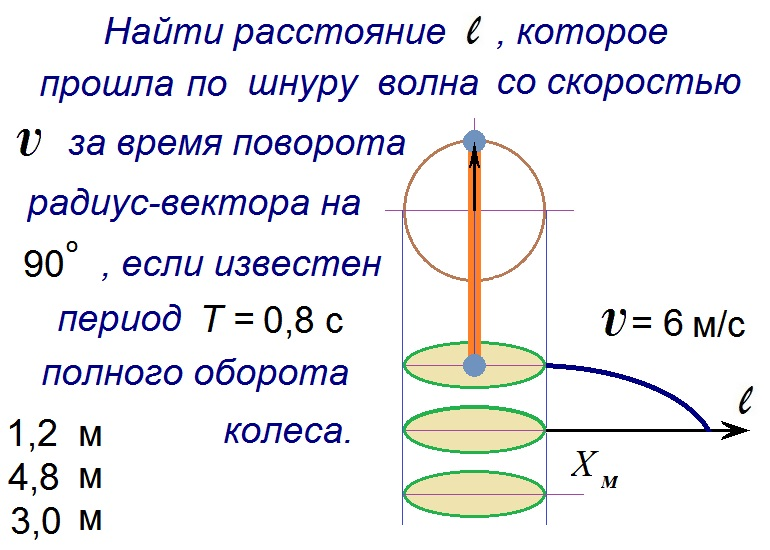 Найти расстояние ℓ , которое
прошла по шнуру волна со скоростью
v за время поворота
радиус-вектора на
90° , если известен
период T = 0,8 с
v = 6 м/с
полного оборота
колеса.
ℓ
1,2 м
4,8 м
3,0 м
X м